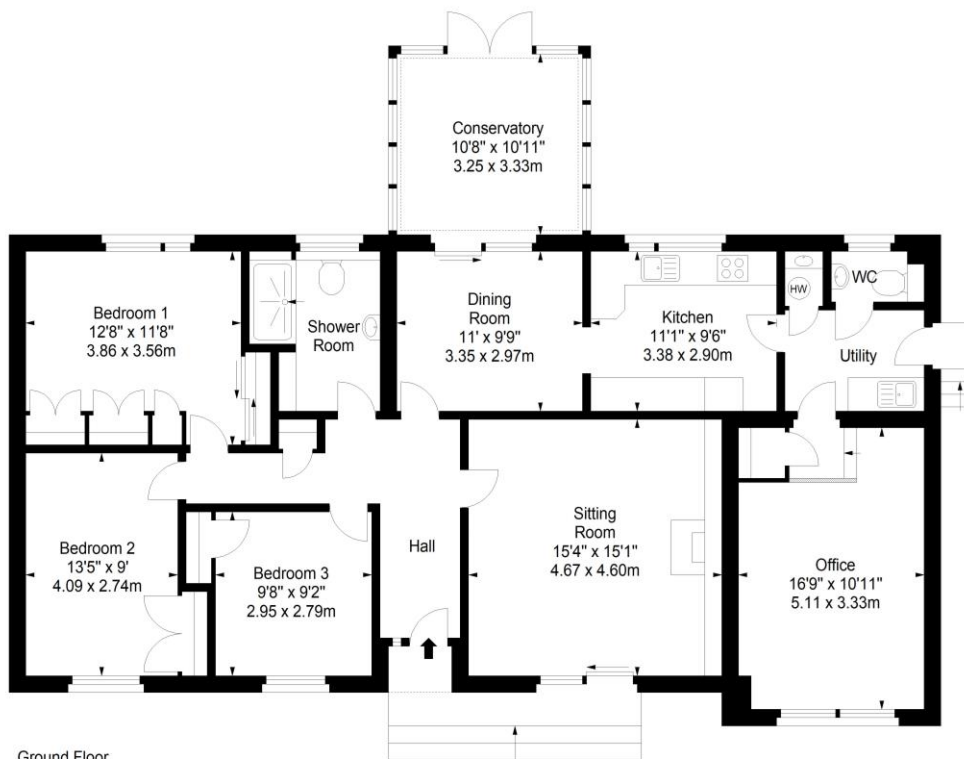 Conservatory
10'8" x 10'11"
3.25 x 3.33m
Bedroom 1
12'8" x 11'8"
3.86 x 3.56m
Shower
Room
Dining
Room
11' x 9'9"
3.35 x 2.97m
Kitchen
11'1" x 9'6"
3.38 x 2.90m
HW
WC
Utility
Bedroom 2
13'5" x 9'
4.09 x 2.74m
Bedroom 3
9'8" x 9'2"
2.95 x 2.79m
Hall
Sitting
Room
15'4" x 15'1"
4.67 x 4.60m
Office
16'9" x 10'11"
5.11 x 3.33m
Ground Floor